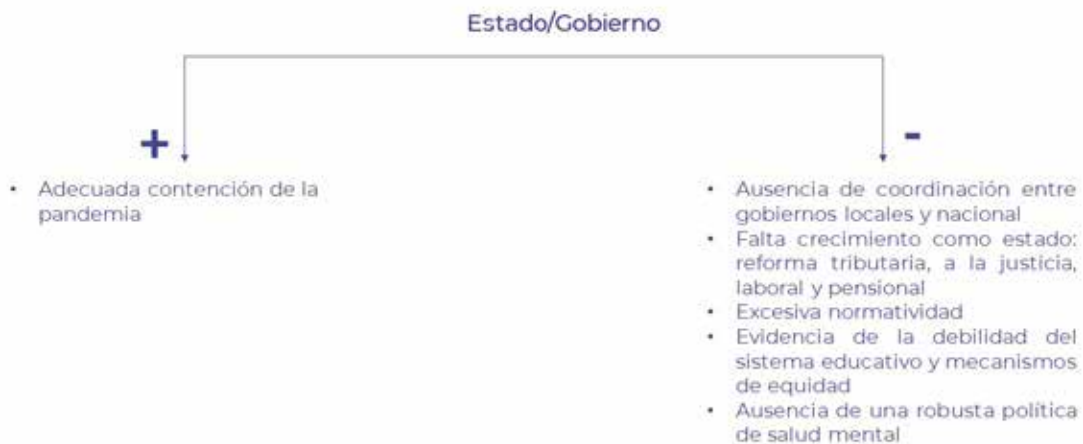 Estado/Gobierno
+
-
• Adecuada contención de la
pandemia
• Ausencia de coordinación entre
gobiernos locales y nacional
• Falta crecimiento como estado:
reforma tributaria, a la justicia,
laboral y pensional
• Excesiva normatividad
• Evidencia de la debilidad del
sistema educativo y mecanismos
de equidad
• Ausencia de una robusta política
de salud mental